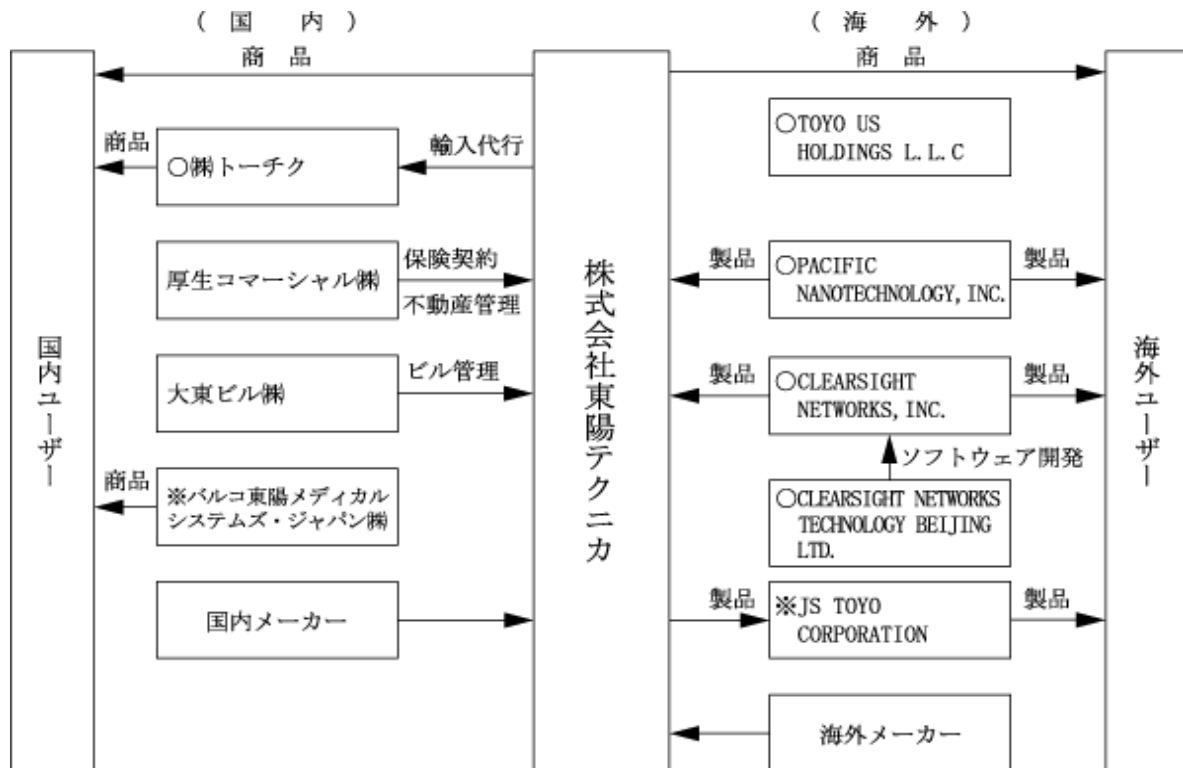 （国　内）
（海　外）
商品
商品
国内ユーザー
商品
○㈱トーチク
輸入代行
厚生コマーシャル㈱
保険契約
不動産管理
大東ビル㈱
ビル管理
商品
※バルコ東陽メディカル
システムズ・ジャパン㈱
国内メーカー
株式会社東陽テクニカ
○TOYO US
HOLDINGS L.L.C
製品
○PACIFIC
NANOTECHNOLOGY,INC.
製品
製品
○CLEARSIGHT
NETWORKS,INC.
製品
ソフトウェア開発
○CLEARSIGHT NETWORKS
TECHNOLOGY BEIJING
LTD.
製品
※JS TOYO
CORPORATION
製品
海外メーカー
海外ユーザー